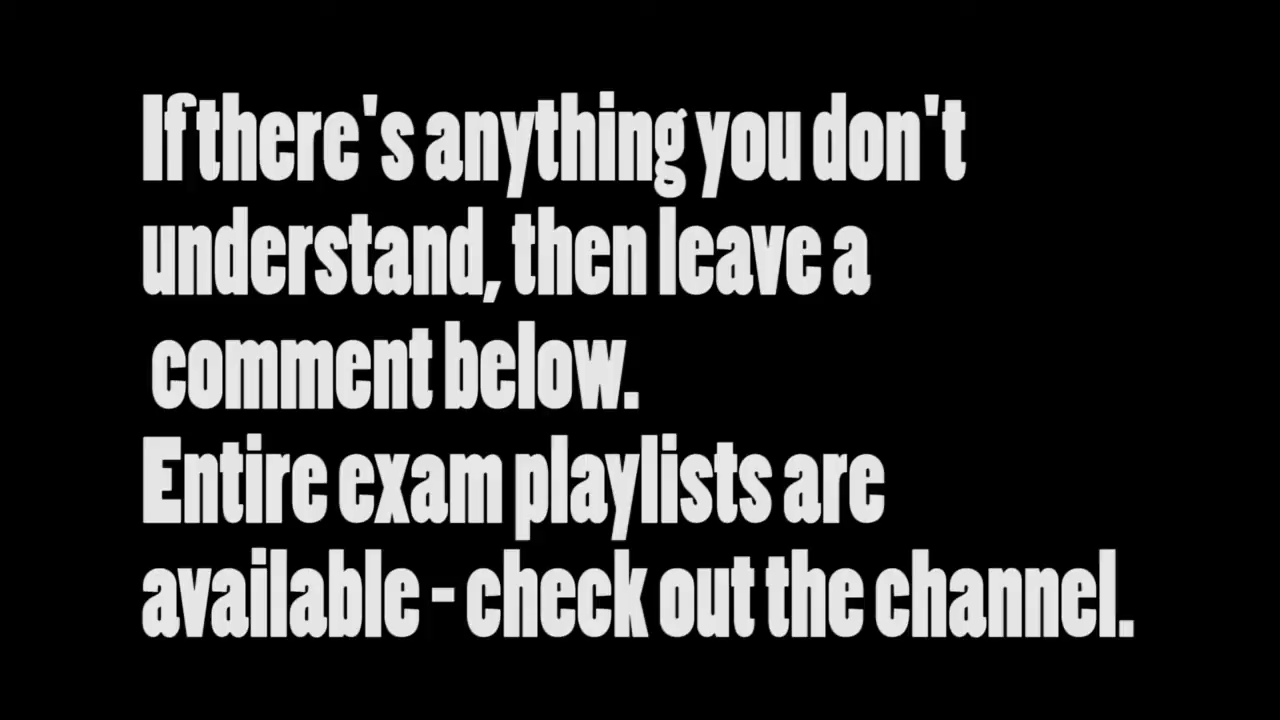 If there's anything you don't
understand, then leave a
comment below.
Entire exam playlists are
available - check out the channel.